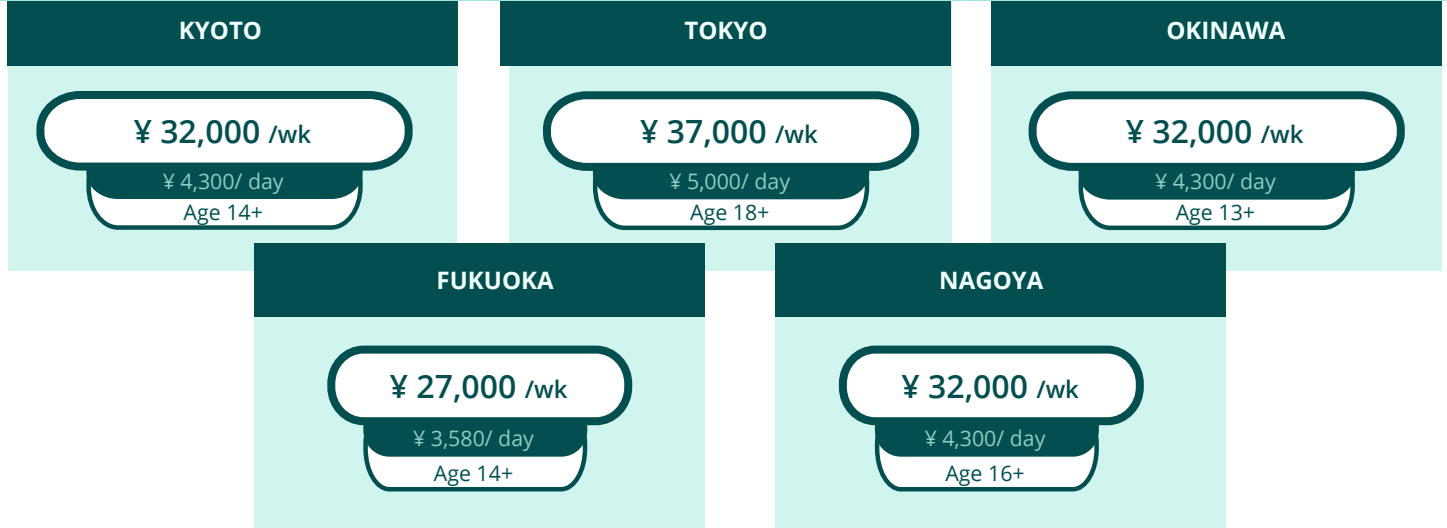 KYOTO
¥ 32,000 /wk
¥ 4,300/ day
Age 14+
TOKYO
¥ 37,000 /wk
¥ 5,000/ day
Age 18+
OKINAWA
¥ 32,000 /wk
¥ 4,300/ day
Age 13+
FUKUOKA
¥ 27,000 /wk
¥ 3,580/ day
Age 14+
NAGOYA
¥ 32,000 /wk
¥ 4,300/ day
Age 16+